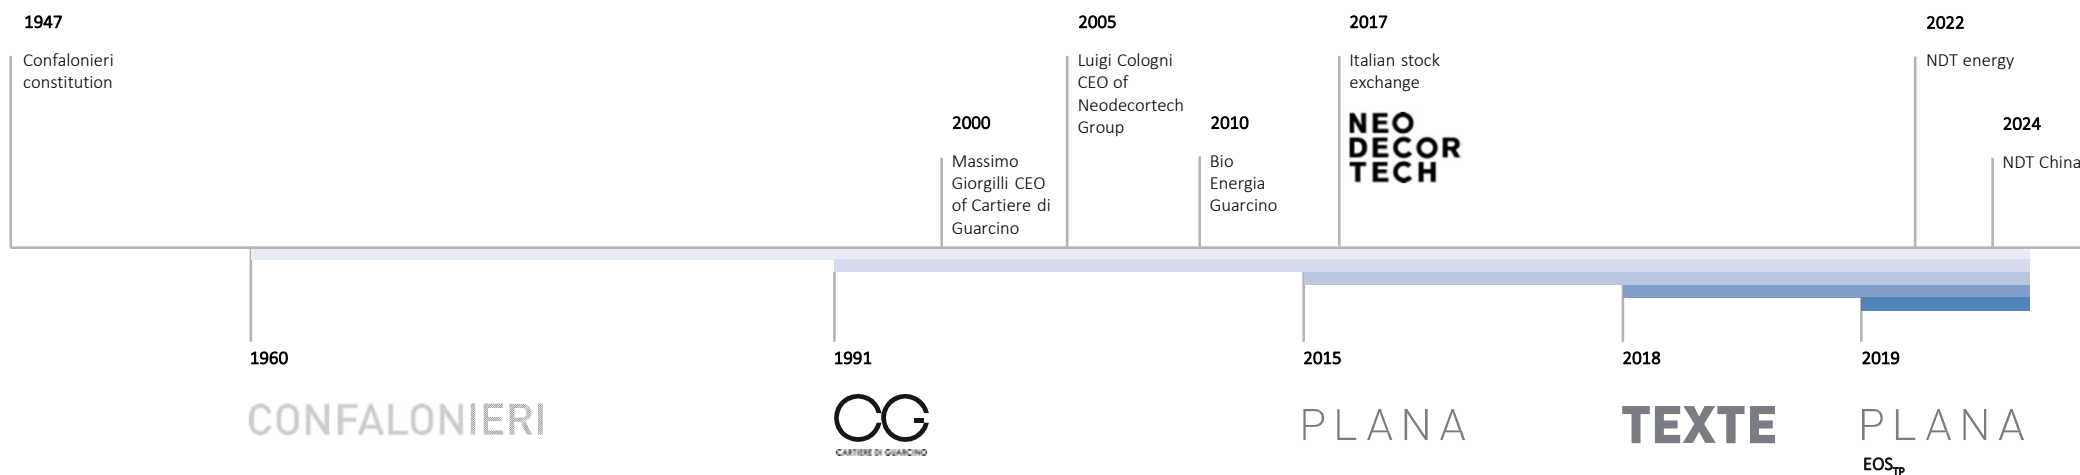 1947
Confalonieri
constitution
2000
Massimo
Giorgilli CEO
of Cartiere di
Guarcino
2005
Luigi Cologni
CEO of
Neodecortech
Group
2010
Bio
Energia
Guarcino
2017
Italian stock
exchange
NEO
DECOR
TECH
2022
NDT energy
2024
NDT China
1960
CONFALONIERI
1991
CG
CARTIERE DI GUARCINO
2015
PLANA
2018
TEXTE
2019
PLANA
EOSTP